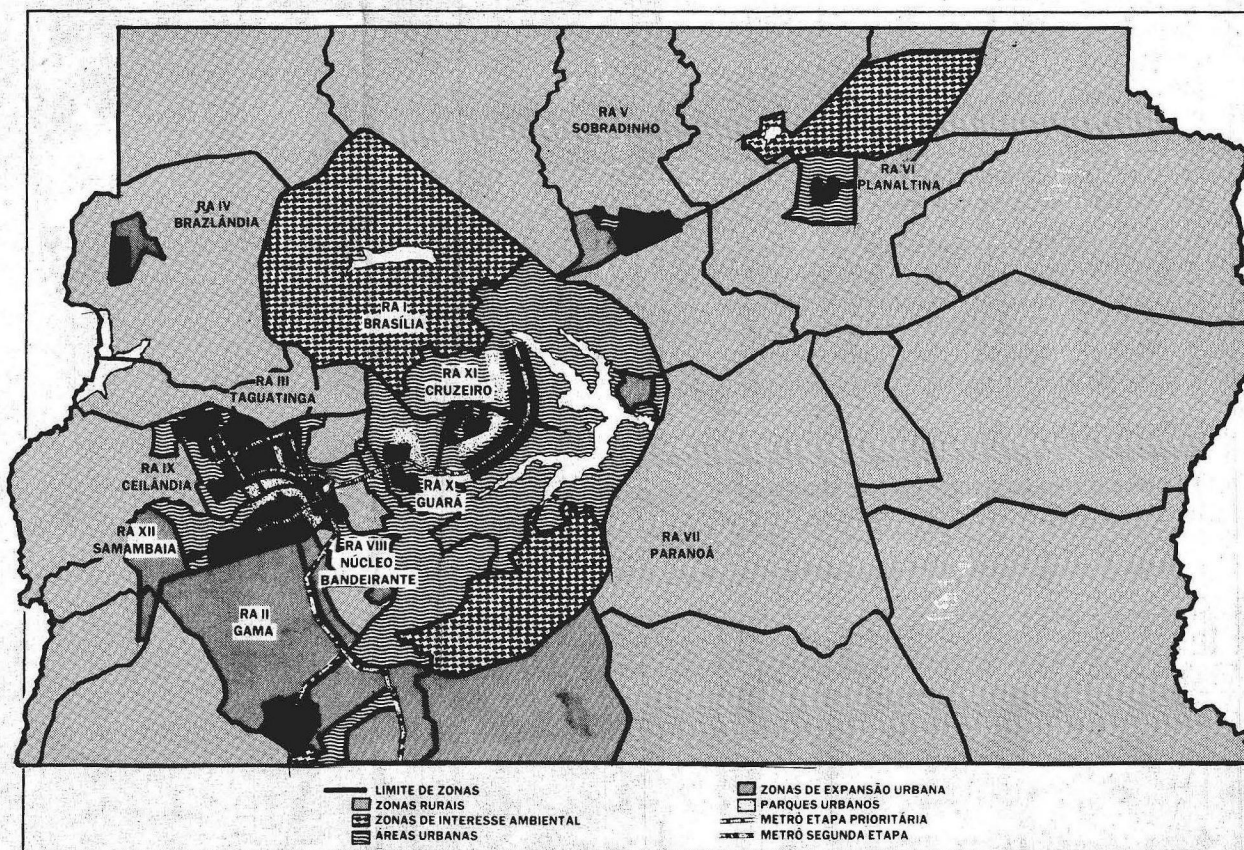 RA V
SOBRADINHO
RA VI
PLANALTINA
RA IV
BRAZLÂNDIA
RA I
BRASÍLIA
RA XI
CRUZEIRO
RA III
TAGUATINGA
RA IX
CEILÂNDIA
RA X
GUARÁ
RA XII
SAMAMBAIA
RA VIII
NÚCLEO
BANDEIRANTE
RA VII
PARANOÁ
RA II
GAMA
LIMITE DE ZONAS
ZONAS RURAIS
ZONAS DE INTERESSE AMBIENTAL
ÁREAS URBANAS
ZONAS DE EXPANSÃO URBANA
PARQUES URBANOS
METRÔ ETAPA PRIORITÁRIA
METRÔ SEGUNDA ETAPA